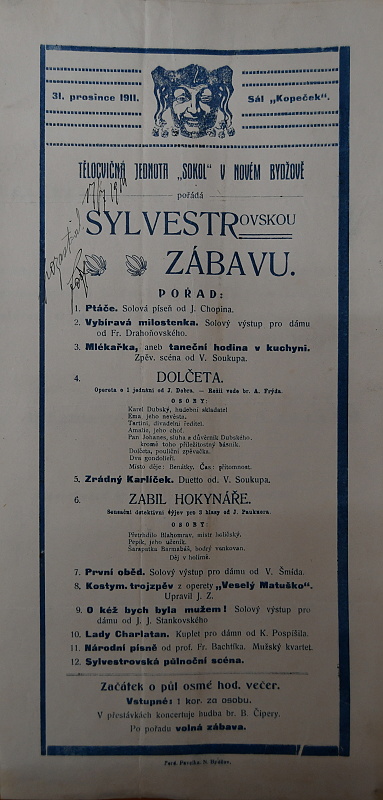 31. prosince 1911.
Sál „Kopeček“.
TĚLOCVIČNÁ JEDNOTA „SOKOL“ V NOVÉM BYDŽOVĚ
pořádá
SYLVESTROVSKOU
ZÁBAVU.
POŘAD:
1. Ptáče. Solová píseň od J. Chopina.
2. Vybíravá milostenka. Solový výstup pro dámu
od Fr. Drahoňovského.
3. Mlékařka, aneb taneční hodina v kuchyni.
Zpěv. scéna od V. Soukupa.
4. DOLČETA.
Opereta o 1 jednání od J. Dobra. — Režii vede br. A. Frýda.
OSOBY:
Karel Dubský, hudební skladatel
Ema, jeho nevěsta.
Tartini, divadelní ředitel.
Amalie, jeho choť.
Pan Johanes, sluha a důvěrník Dubského,
kromě toho příležitostný básník.
Dolčeta, pouliční zpěvačka.
Dva gondolieři.
Místo děje: Benátky. Čas: přítomnost.
5. Zrádný Karlíček. Duetto od V. Soukupa.
6. ZABIL HOKYNÁŘE.
Sensační detektivní výjev pro 3 hlasy od J. Pauknera.
OSOBY:
Přetrhdílo Blahomrav, mistr holičský,
Pepík, jeho učeník.
Sarapatka Barnabáš, bodrý venkovan.
Děj v holírně.
7. První oběd. Solový výstup pro dámu od V. Šmída.
8. Kostym. trojzpěv z operety „Veselý Matuško“.
Upravil J. Z.
9. O kéž bych byla mužem! Solový výstup pro
dámu od J. J. Stankovského
10. Lady Charlatan. Kuplet pro dámu od K. Pospíšila.
11. Národní písně od prof. Fr. Bachtíka. Mužský kvartet.
12. Sylvestrovská půlnoční scéna.
Začátek o půl osmé hod. večer.
Vstupné: 1 kor. za osobu.
V přestávkách koncertuje hudba br. B. Čipery.
Po pořadu volná zábava.